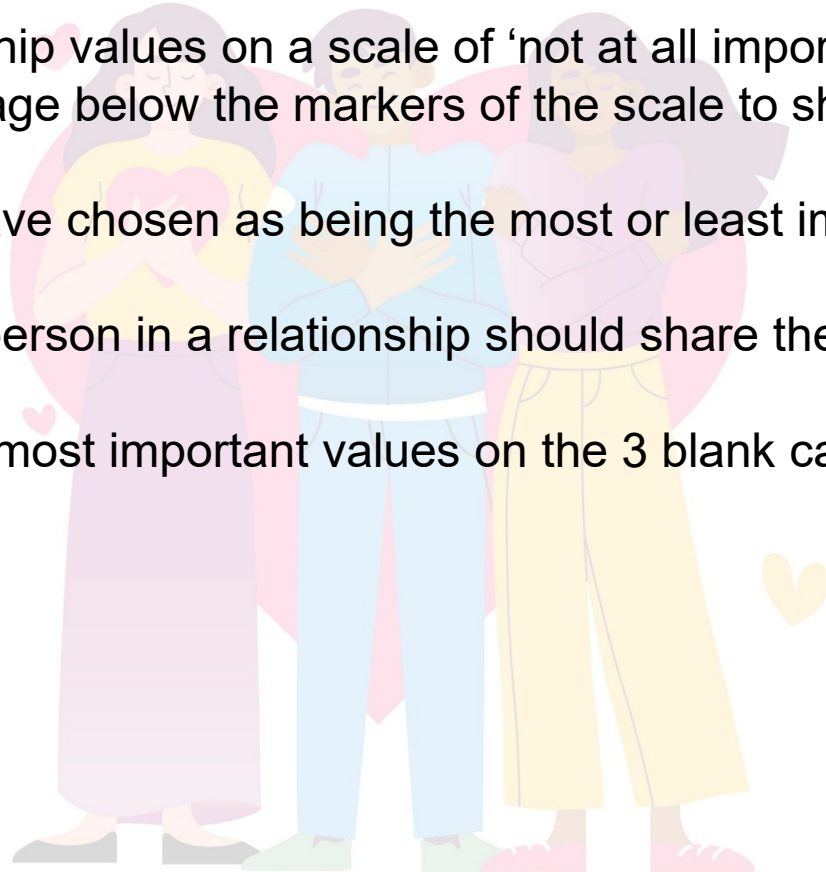 hip values on a scale of ‘not at all impor
age below the markers of the scale to sh
ve chosen as being the most or least im
person in a relationship should share the
most important values on the 3 blank ca